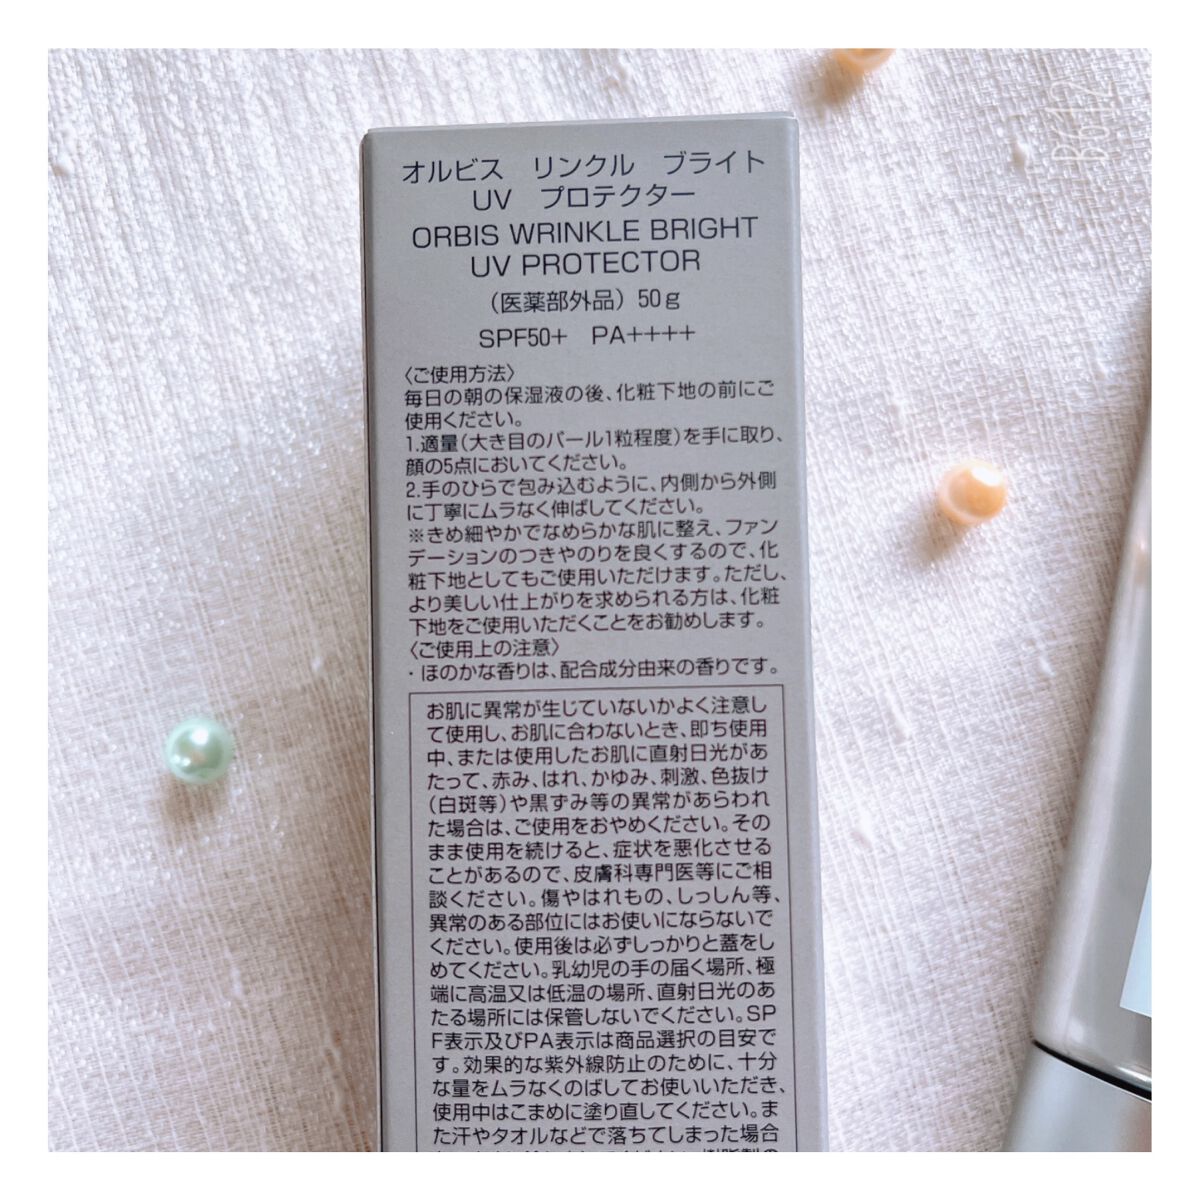 オルビス リンクル ブライト
UV プロテクター
ORBIS WRINKLE BRIGHT
UV PROTECTOR
(医薬部外品) 50g
SPF50+ PA++++
〈ご使用方法〉
毎日の朝の保湿液の後、化粧下地の前にご
使用ください。
1.適量(大き目のパール1粒程度)を手に取り、
顔の5点においてください。
2.手のひらで包み込むように、内側から外側
に丁寧にムラなく伸ばしてください。
※きめ細やかでなめらかな肌に整え、ファン
デーションのつきやのりを良くするので、化
粧下地としてもご使用いただけます。ただし、
より美しい仕上がりを求められる方は、化粧
下地をご使用いただくことをお勧めします。
〈ご使用上の注意〉
・ほのかな香りは、配合成分由来の香りです。
お肌に異常が生じていないかよく注意し
て使用し、お肌に合わないとき、即ち使用
中、または使用したお肌に直射日光があ
たって、赤み、はれ、かゆみ、刺激、色抜け
(白斑等)や黒ずみ等の異常があらわれ
た場合は、ご使用をおやめください。その
まま使用を続けると、症状を悪化させる
ことがあるので、皮膚科専門医等にご相
談ください。傷やはれもの、しっしん等、
異常のある部位にはお使いにならないで
ください。使用後は必ずしっかりと蓋をし
めてください。乳幼児の手の届く場所、極
端に高温又は低温の場所、直射日光のあ
たる場所には保管しないでください。SP
F表示及びPA表示は商品選択の目安で
す。効果的な紫外線防止のために、十分
な量をムラなくのばしてお使いいただき、
使用中はこまめに塗り直してください。ま
た汗やタオルなどで落ちてしまった場合
B612